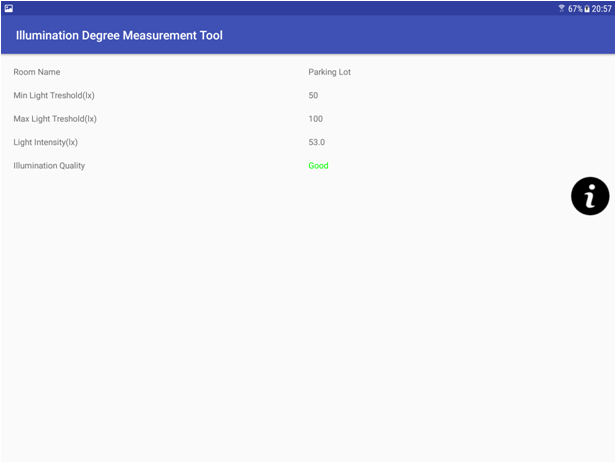 67% 20:57
Illumination Degree Measurement Tool
Room Name Parking Lot
Min Light Treshold(lx) 50
Max Light Treshold(lx) 100
Light Intensity(lx) 53.0
Illumination Quality Good
i